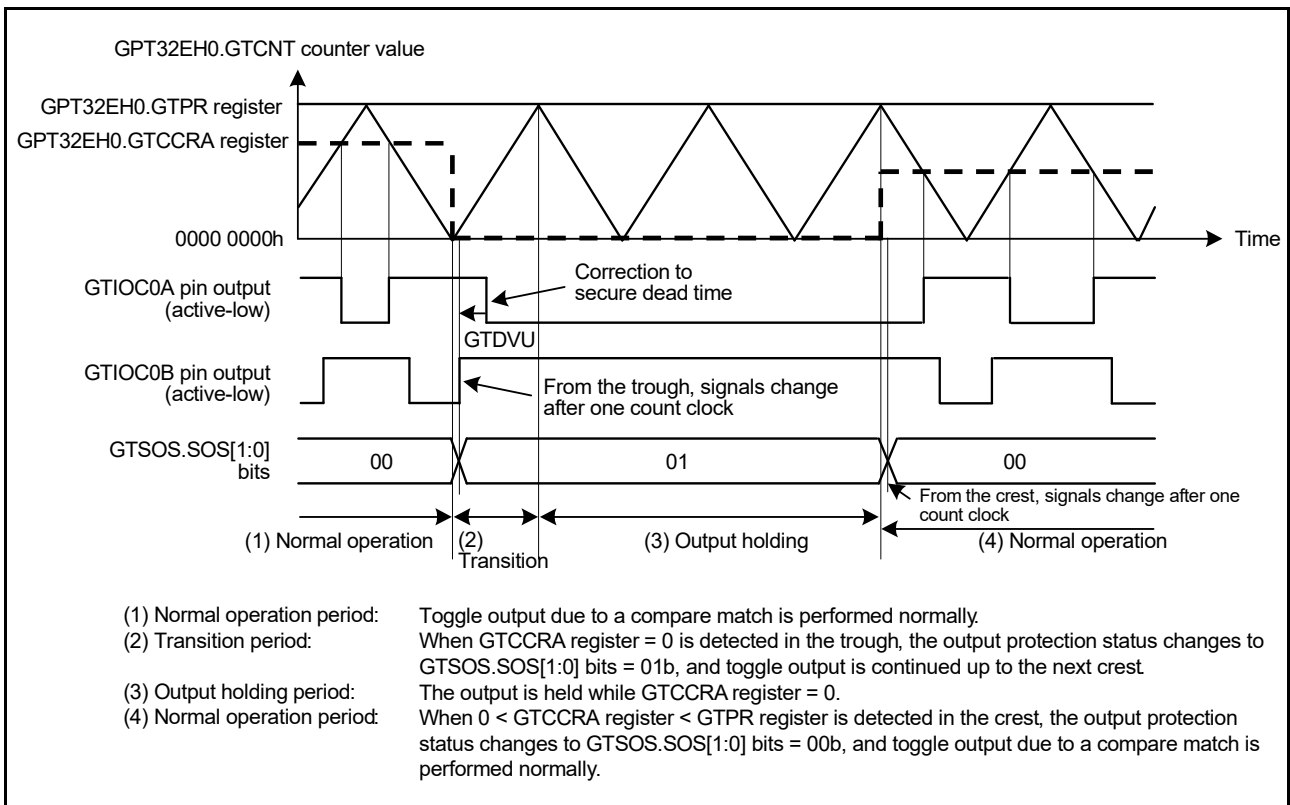 GPT32EH0.GTCNT counter value
GPT32EH0.GTPR register
GPT32EH0.GTCCRA register
0000 0000h
Time
GTIOC0A pin output
(active-low)
Correction to
secure dead time
GTDVU
GTIOC0B pin output
(active-low)
From the trough, signals change
after one count clock
GTSOS.SOS[1:0]
bits
00
01
00
From the crest, signals change after one
count clock
(1) Normal operation
(2)
Transition
(3) Output holding
(4) Normal operation
(1) Normal operation period: Toggle output due to a compare match is performed normally.
(2) Transition period: When GTCCRA register = 0 is detected in the trough, the output protection status changes to
GTSOS.SOS[1:0] bits = 01b, and toggle output is continued up to the next crest.
(3) Output holding period: The output is held while GTCCRA register = 0.
(4) Normal operation period: When 0 < GTCCRA register < GTPR register is detected in the crest, the output protection
status changes to GTSOS.SOS[1:0] bits = 00b, and toggle output due to a compare match is
performed normally.